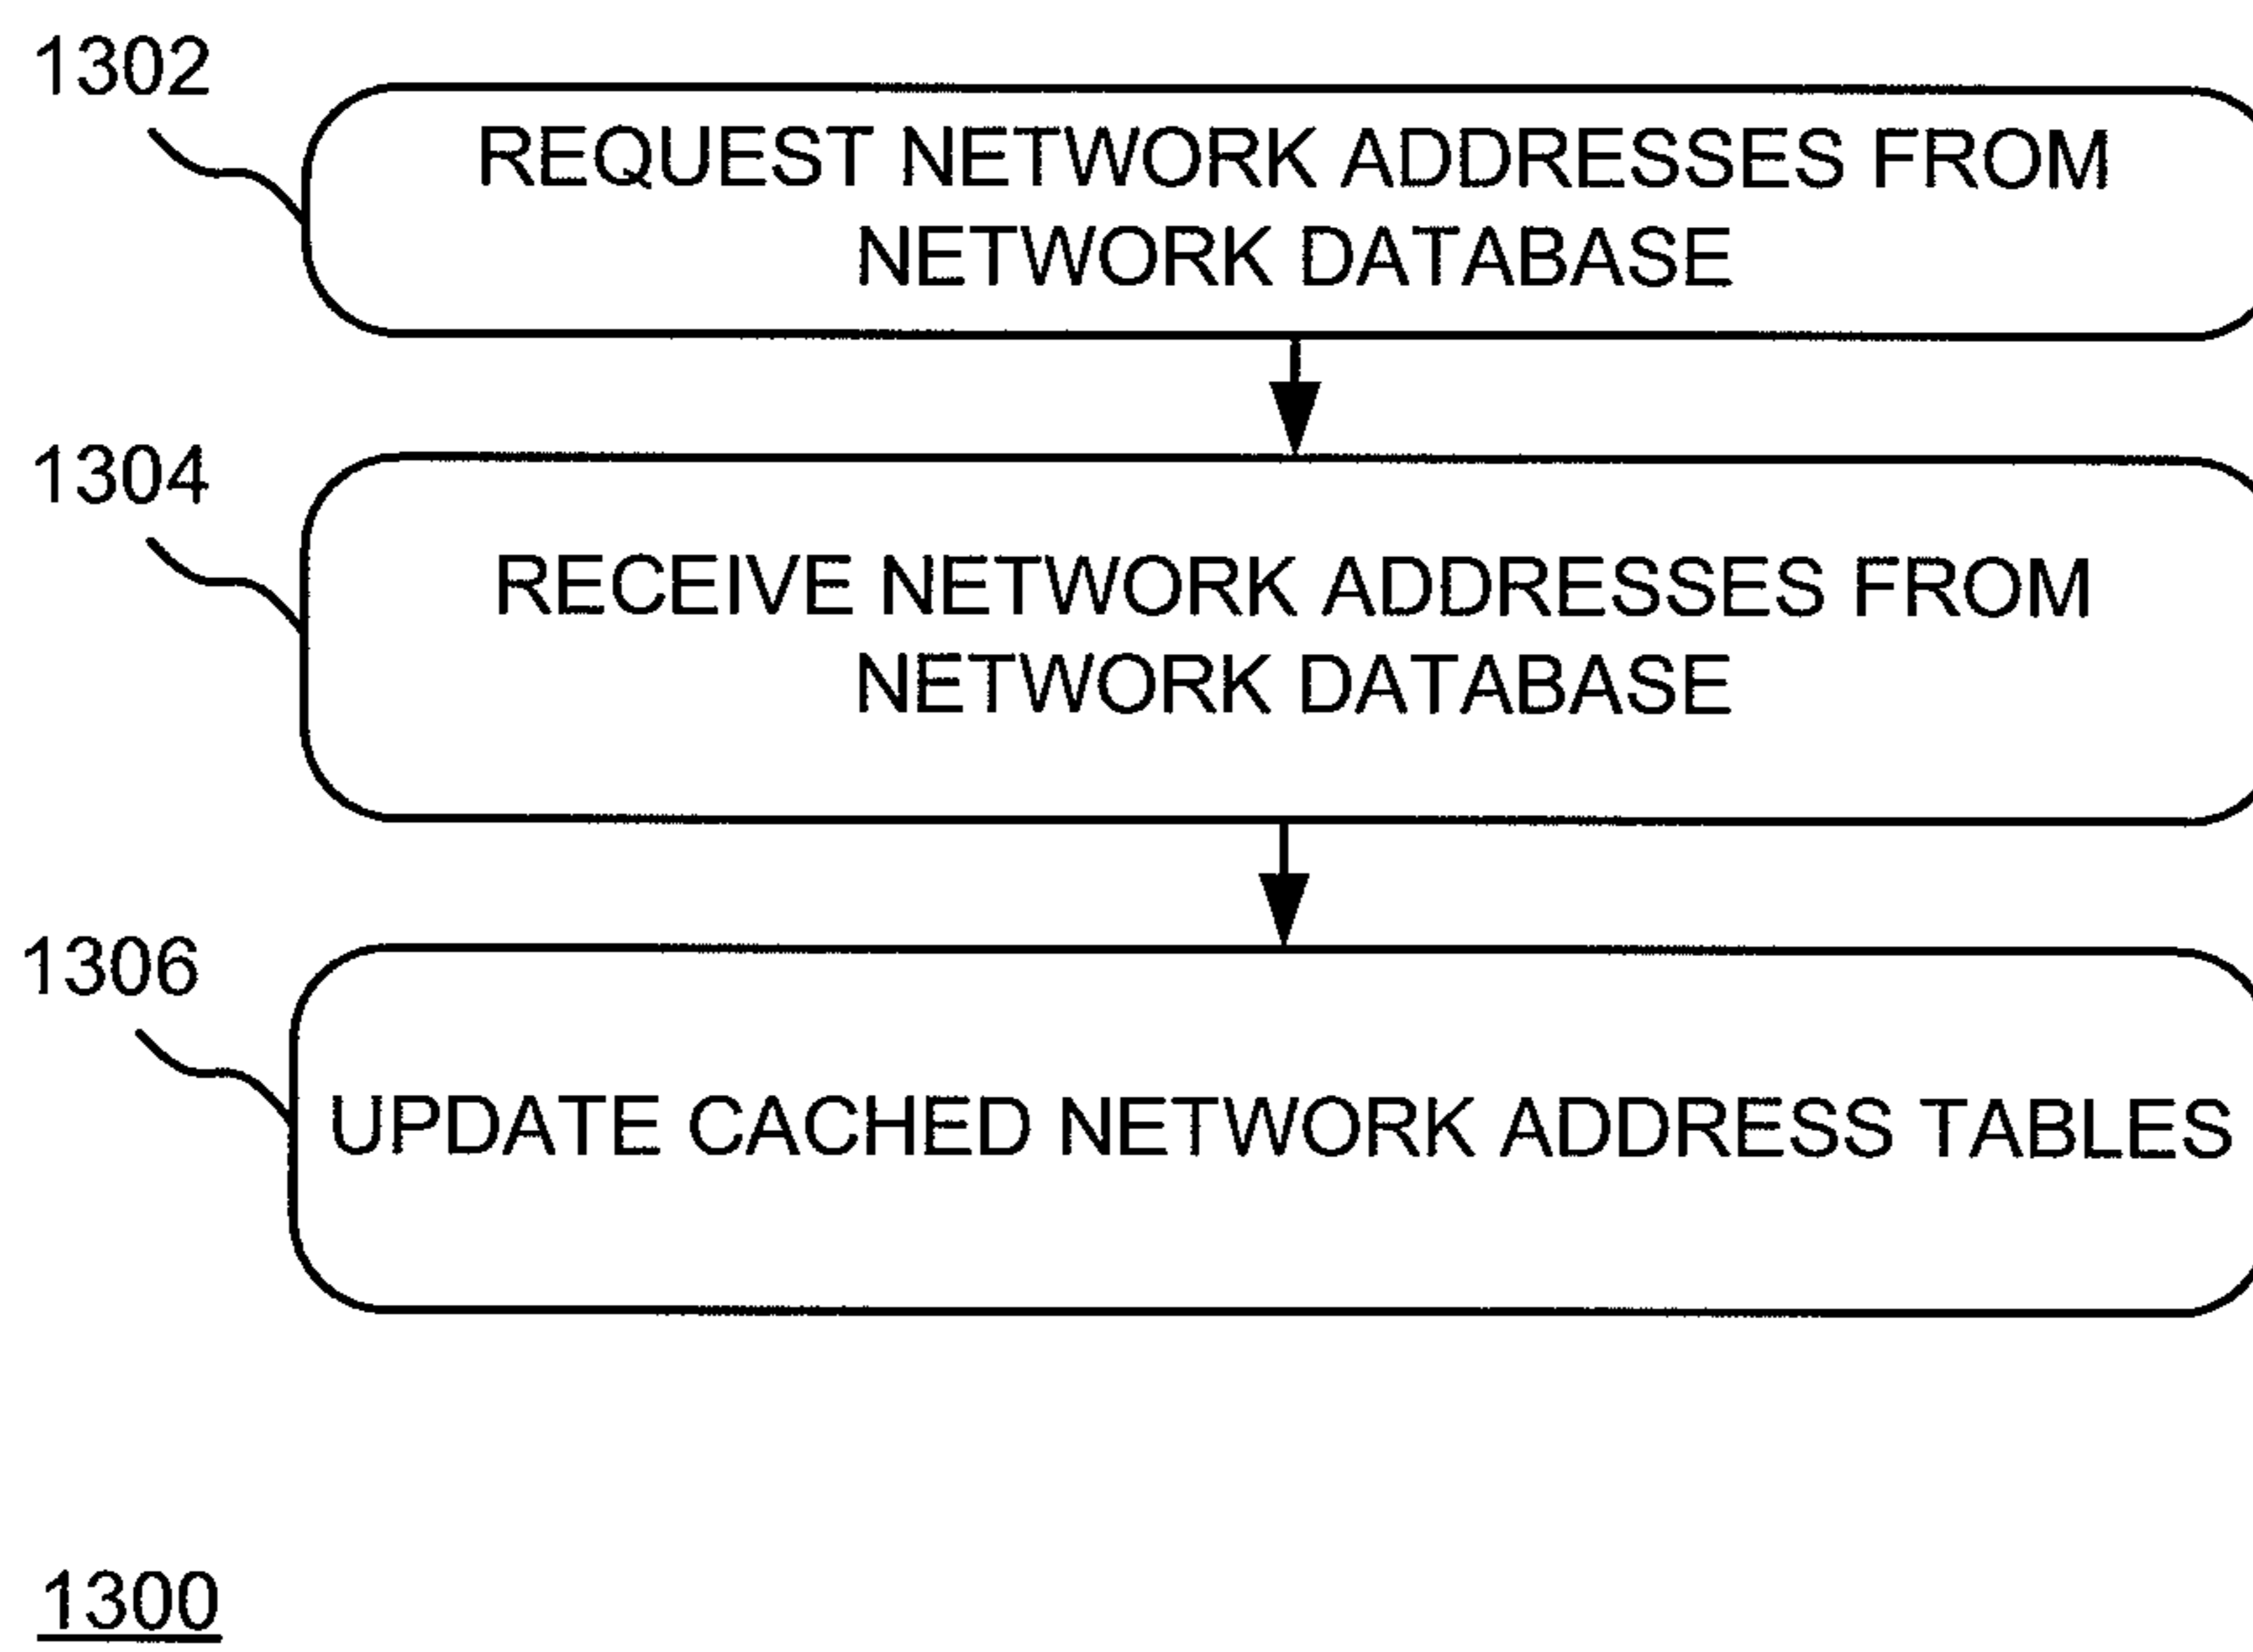 1302
REQUEST NETWORK ADDRESSES FROM
NETWORK DATABASE
1304
RECEIVE NETWORK ADDRESSES FROM
NETWORK DATABASE
1306
UPDATE CACHED NETWORK ADDRESS TABLES
1300